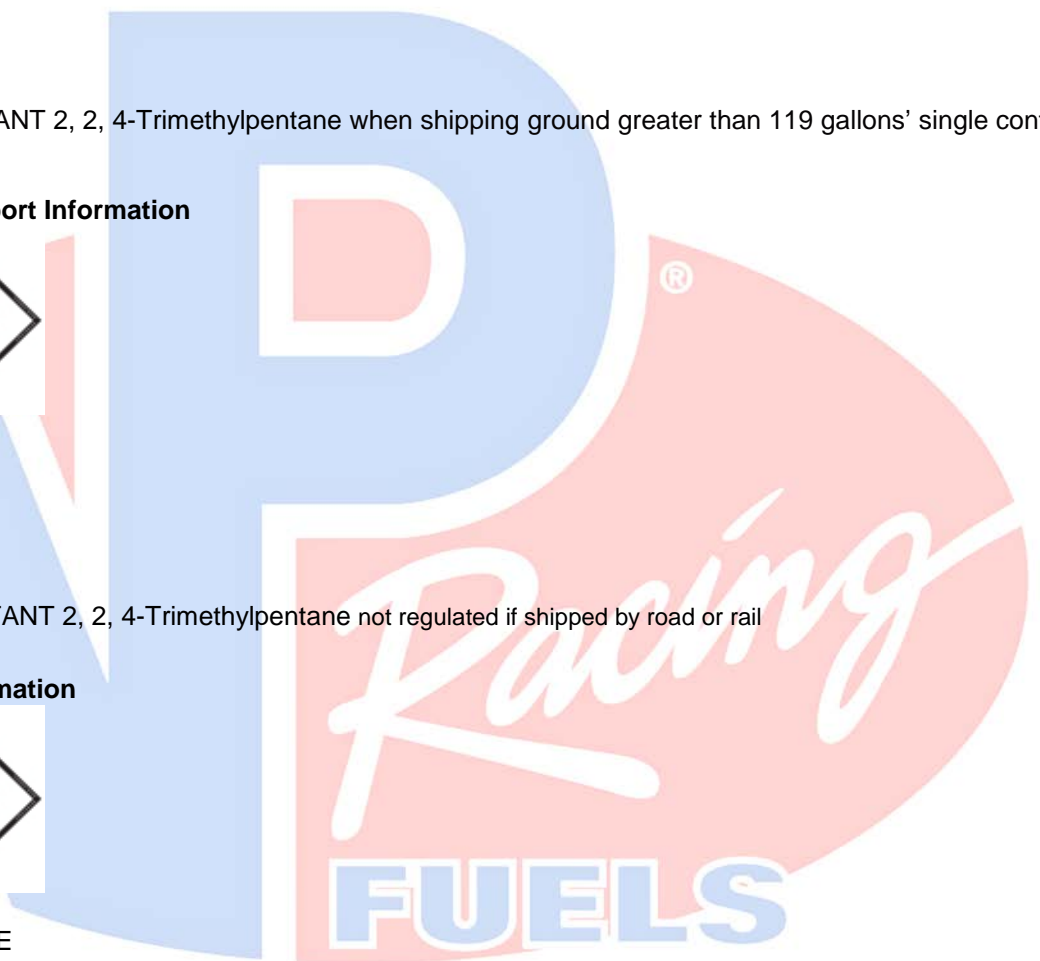 ANT 2, 2, 4-Trimethylpentane when shipping ground greater than 119 gallons’ single con
ort Information
®
ANT 2, 2, 4-Trimethylpentane not regulated if shipped by road or rail
mation
Racing
FUELS
E